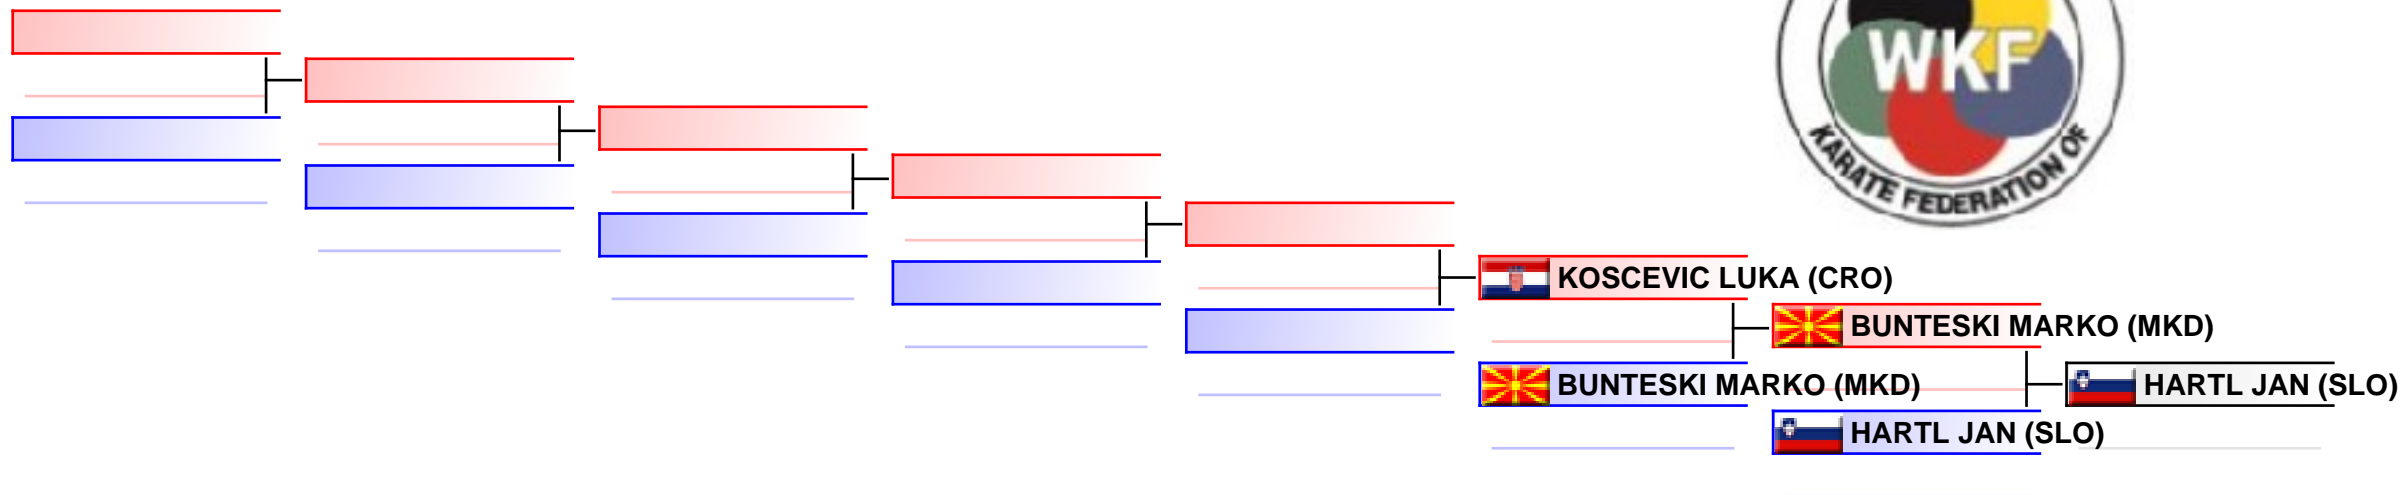 WKF
KARATE FEDERATION OF
KOSCEVIC LUKA (CRO)
BUNTESKI MARKO (MKD)
BUNTESKI MARKO (MKD)
HARTL JAN (SLO)
HARTL JAN (SLO)